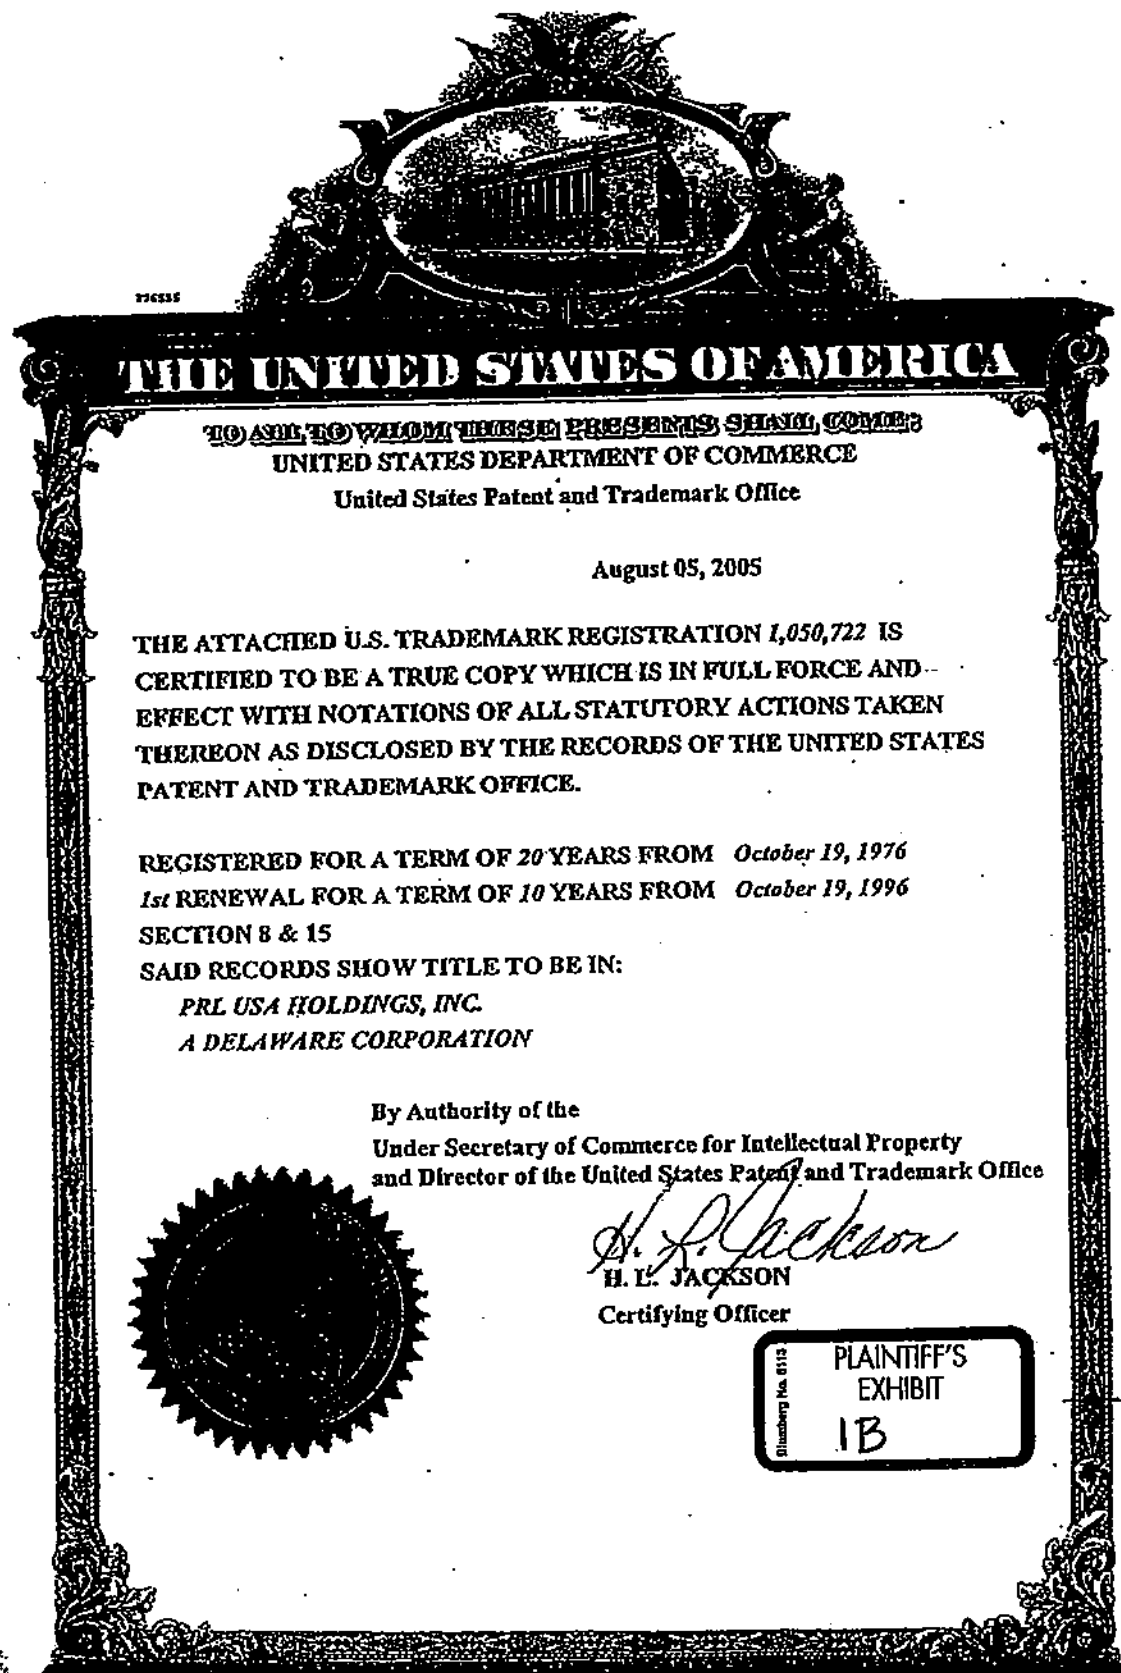 THE UNITED STATES OF AMERICA
TO ALL TO WHOM THESE PRESENTS SHALL COME:
UNITED STATES DEPARTMENT OF COMMERCE
United States Patent and Trademark Office
August 05, 2005
THE ATTACHED U.S. TRADEMARK REGISTRATION 1,050,722 IS
CERTIFIED TO BE A TRUE COPY WHICH IS IN FULL FORCE AND
EFFECT WITH NOTATIONS OF ALL STATUTORY ACTIONS TAKEN
THEREON AS DISCLOSED BY THE RECORDS OF THE UNITED STATES
PATENT AND TRADEMARK OFFICE.
REGISTERED FOR A TERM OF 20 YEARS FROM October 19, 1976
1st RENEWAL FOR A TERM OF 10 YEARS FROM October 19, 1996
SECTION 8 & 15
SAID RECORDS SHOW TITLE TO BE IN:
PRL USA HOLDINGS, INC.
A DELAWARE CORPORATION
By Authority of the
Under Secretary of Commerce for Intellectual Property
and Director of the United States Patent and Trademark Office
H. L. Jackson
H. L. JACKSON
Certifying Officer
PLAINTIFF'S
EXHIBIT
1B
Blumberg No. 5113